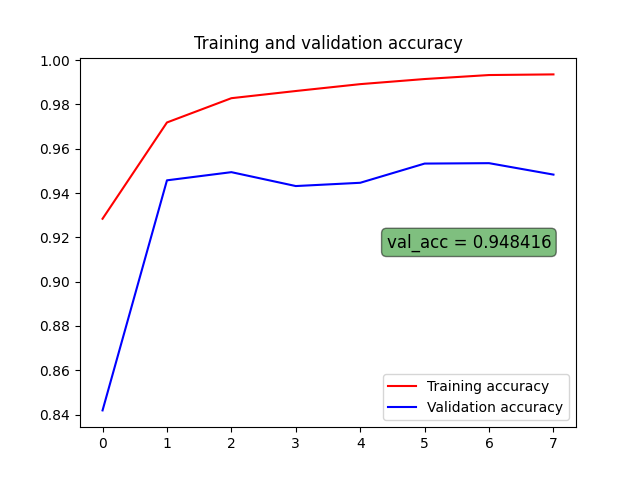 Training and validation accuracy
1.00
0.98
0.96
0.94
0.92
0.90
0.88
0.86
0.84
val_acc = 0.948416
Training accuracy
Validation accuracy
0 1 2 3 4 5 6 7